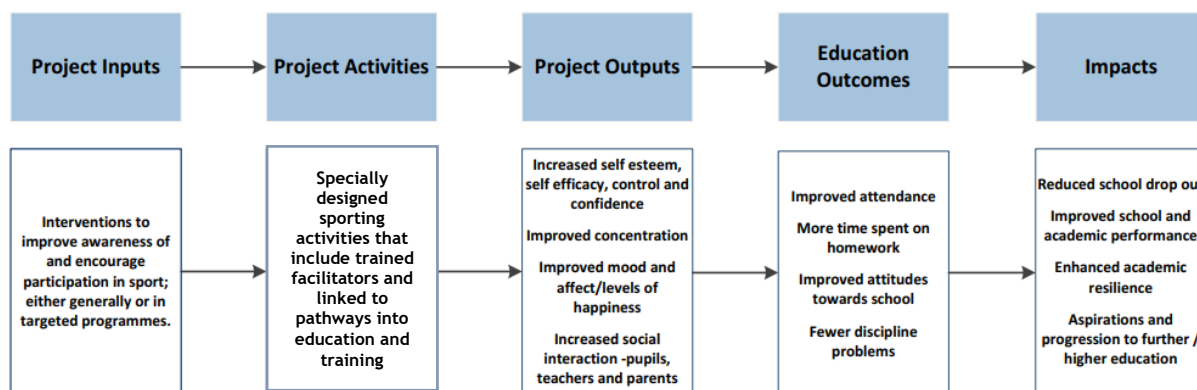 Project Inputs
Project Activities
Project Outputs
Education
Outcomes
Impacts
Interventions to
improve awareness of
and encourage
participation in sport;
either generally or in
targeted programmes.
Specially
designed
sporting
activities that
include trained
facilitators and
linked to
pathways into
education and
training
Increased self esteem,
self efficacy, control and
confidence
Improved concentration
Improved mood and
affect/levels of
happiness
Increased social
interaction -pupils,
teachers and parents
Improved attendance
More time spent on
homework
Improved attitudes
towards school
Fewer discipline
problems
Reduced school drop ou
Improved school and
academic performance
Enhanced academic
resilience
Aspirations and
progression to further /
higher education